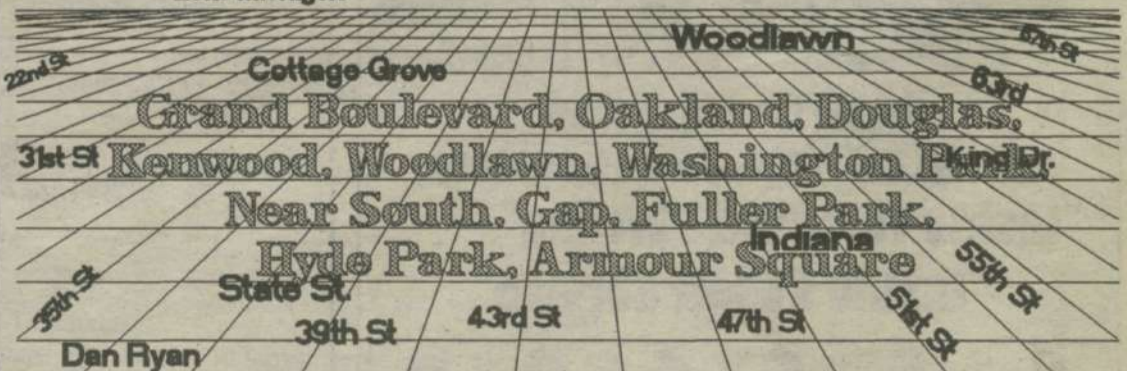 Woodlawn
67th St
22nd St
Cottage Grove
63rd
Grand Boulevard, Oakland, Douglas,
31st St
Kenwood, Woodlawn, Washington Park,
King Dr.
Near South, Gap, Fuller Park,
Indiana
Hyde Park, Armour Square
55th St
35th St
State St.
39th St
43rd St
47th St
51st St
Dan Ryan